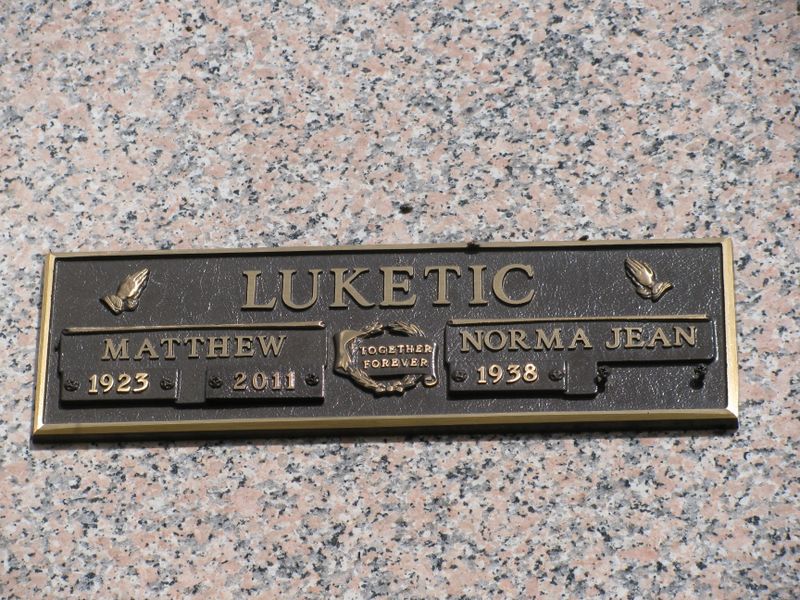 LUKETIC
MATTHEW
1923 2011
TOGETHER
FOREVER
NORMA JEAN
1938